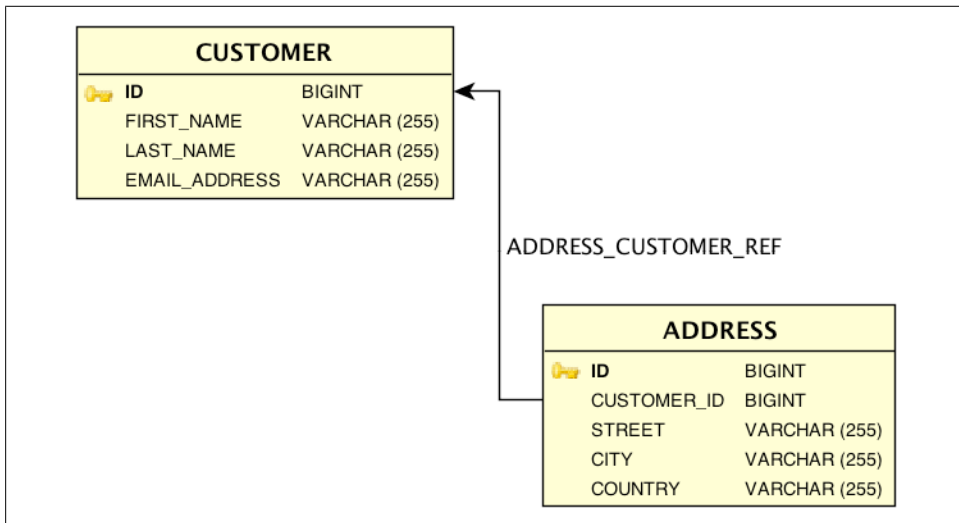 CUSTOMER
ID BIGINT
FIRST_NAME VARCHAR (255)
LAST_NAME VARCHAR (255)
EMAIL_ADDRESS VARCHAR (255)
ADDRESS_CUSTOMER_REF
ADDRESS
ID BIGINT
CUSTOMER_ID BIGINT
STREET VARCHAR (255)
CITY VARCHAR (255)
COUNTRY VARCHAR (255)